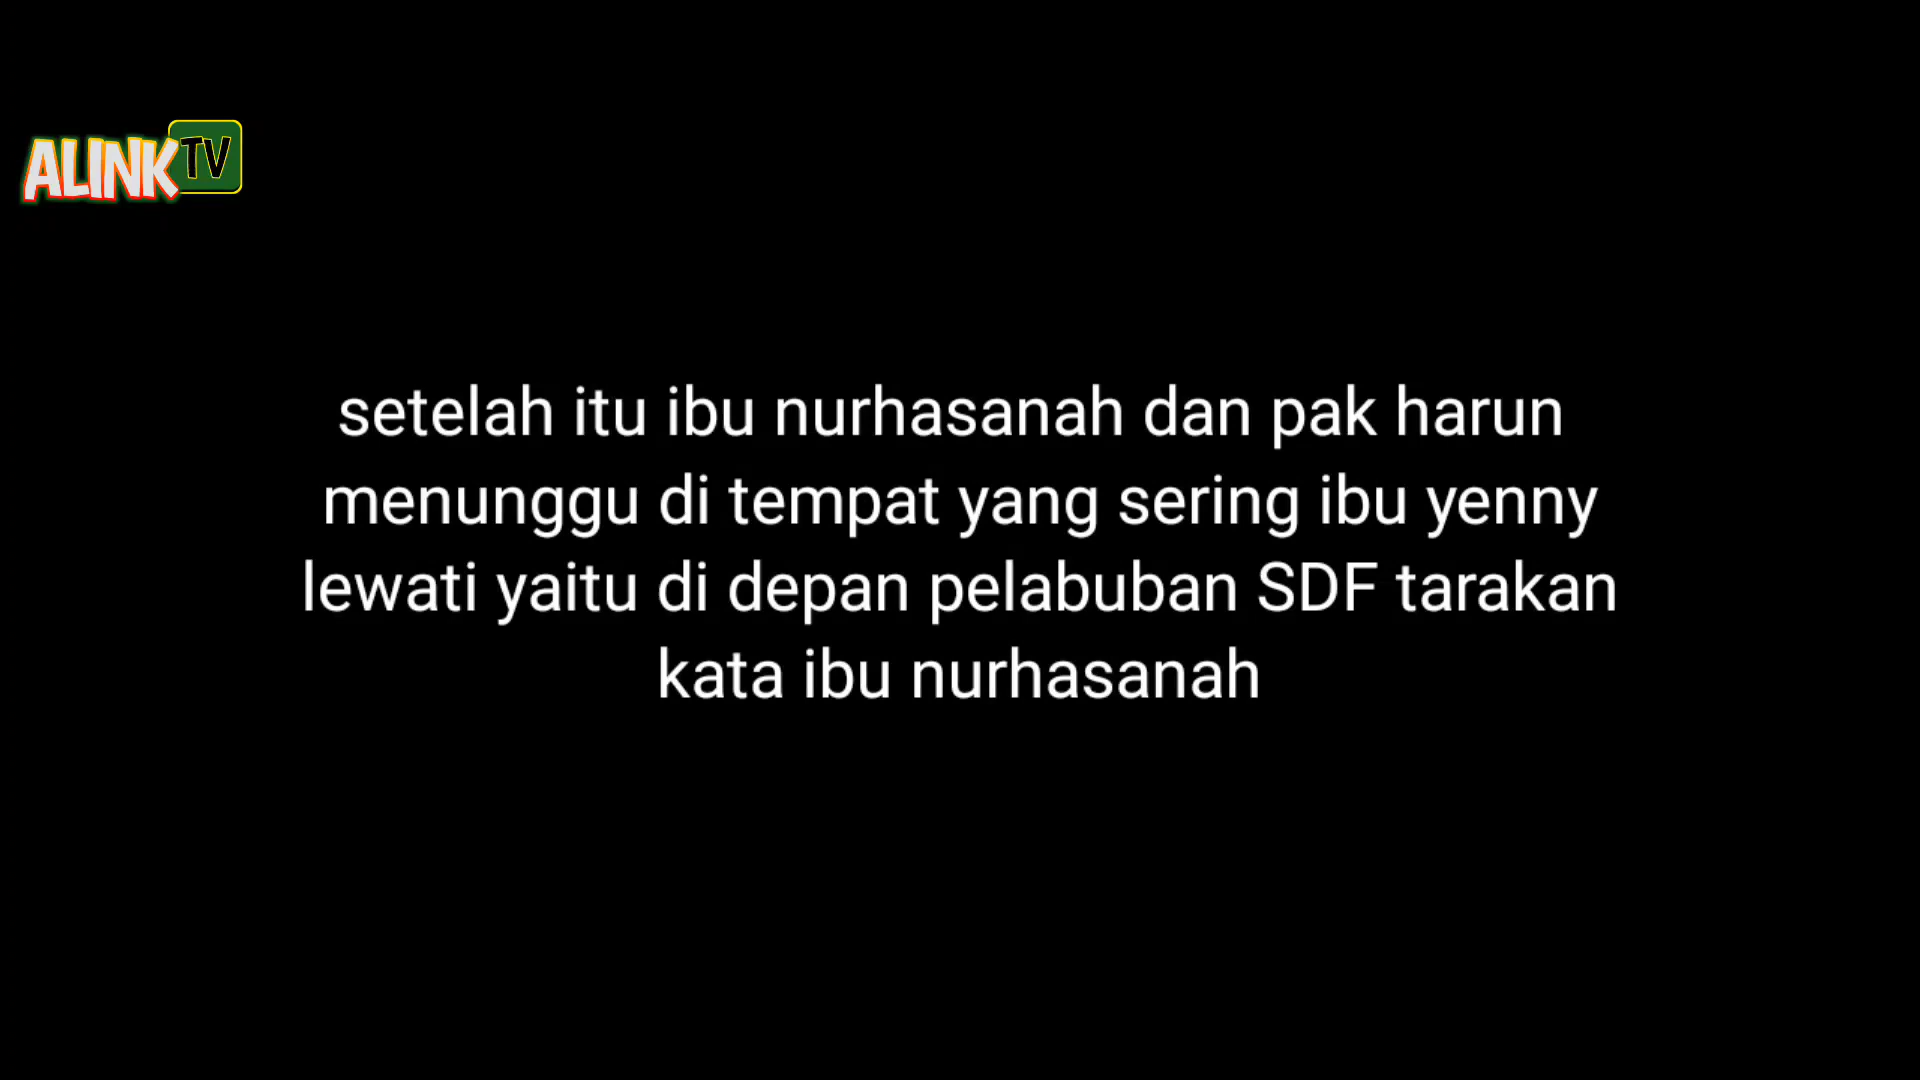 ALINK TV
setelah itu ibu nurhasanah dan pak harun
menunggu di tempat yang sering ibu yenny
lewati yaitu di depan pelabuban SDF tarakan
kata ibu nurhasanah